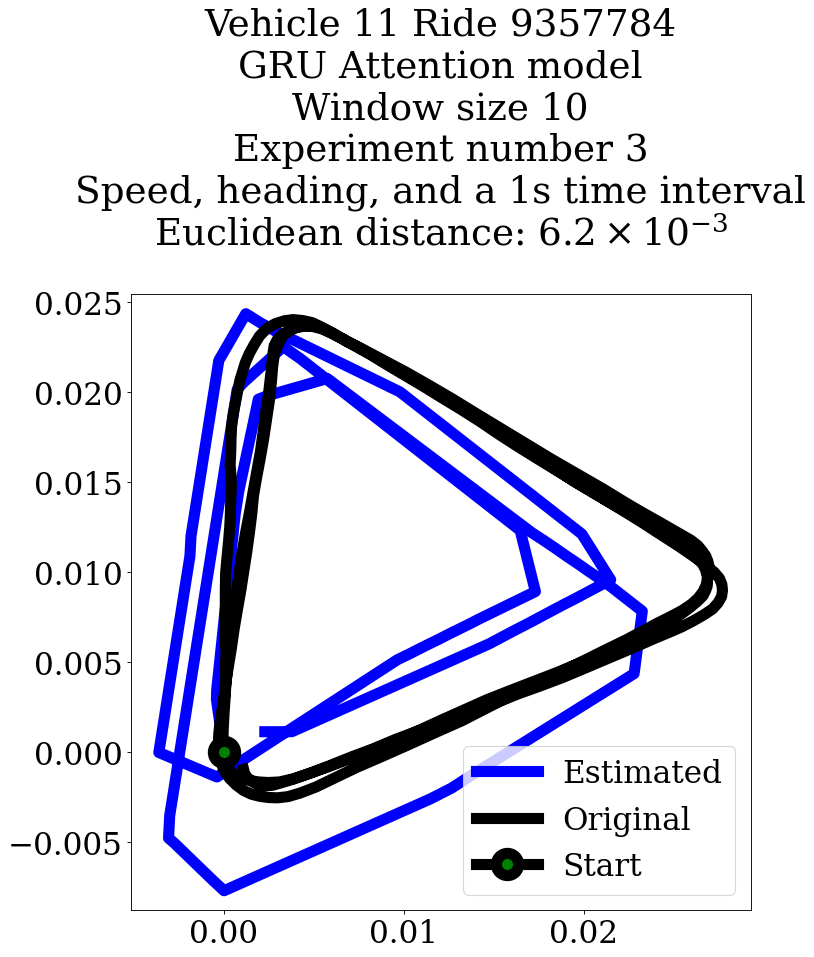 Vehicle 11 Ride 9357784
GRU Attention model
Window size 10
Experiment number 3
Speed, heading, and a 1s time interval
Euclidean distance: 6.2 × 10⁻³
0.025
0.020
0.015
0.010
0.005
0.000
−0.005
Estimated
Original
Start
0.00 0.01 0.02